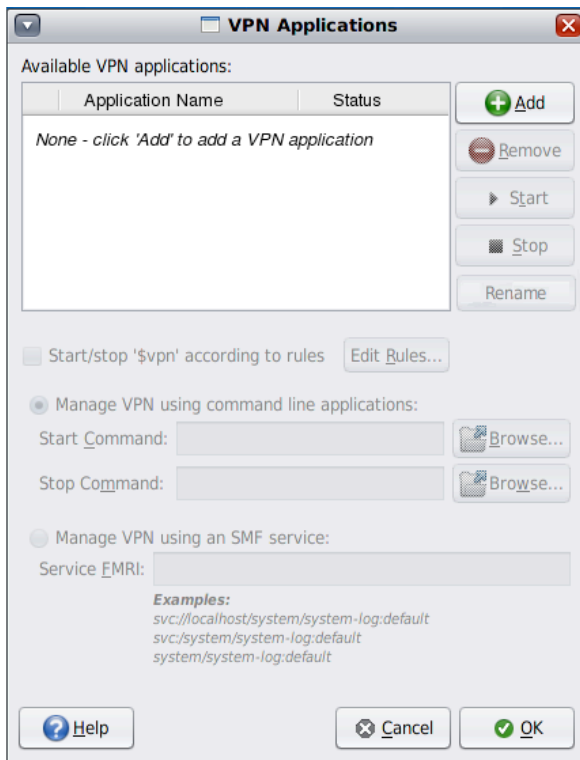 VPN Applications
Available VPN applications:
Application Name Status
None - click 'Add' to add a VPN application
Add
Remove
Start
Stop
Rename
Start/stop '$vpn' according to rules Edit Rules...
Manage VPN using command line applications:
Start Command: Browse...
Stop Command: Browse...
Manage VPN using an SMF service:
Service FMRI:
Examples:
svc://localhost/system/system-log:default
svc:/system/system-log:default
system/system-log:default
Help Cancel OK